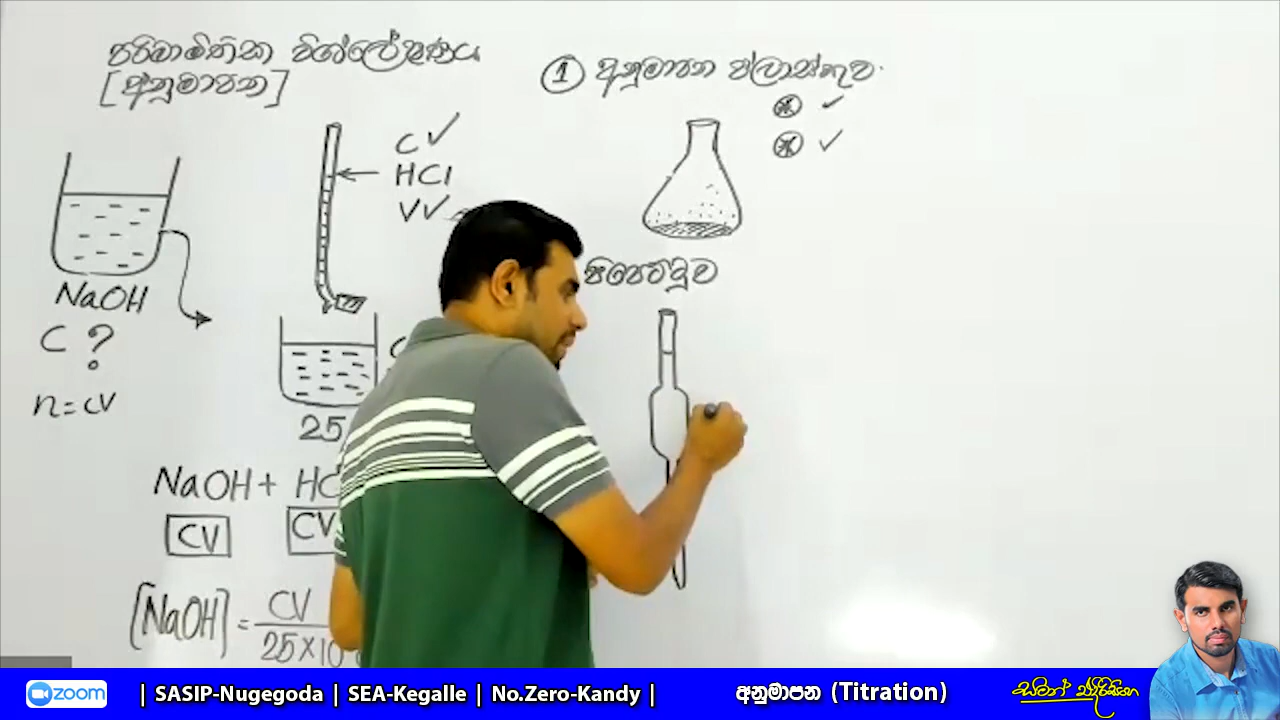 පරිමාමිතික විශ්ලේෂණය
[අනුමාපන]
NaOH
C ?
n = CV
C ✓
HCl
V ✓
25
NaOH + HC
CV
CV
[NaOH] = CV
25 × 10
① අනුමාපන ප්ලාස්කුව.
✓
✓
පිපෙට්ටුව
zoom
| SASIP-Nugegoda | SEA-Kegalle | No.Zero-Kandy |
අනුමාපන (Titration)